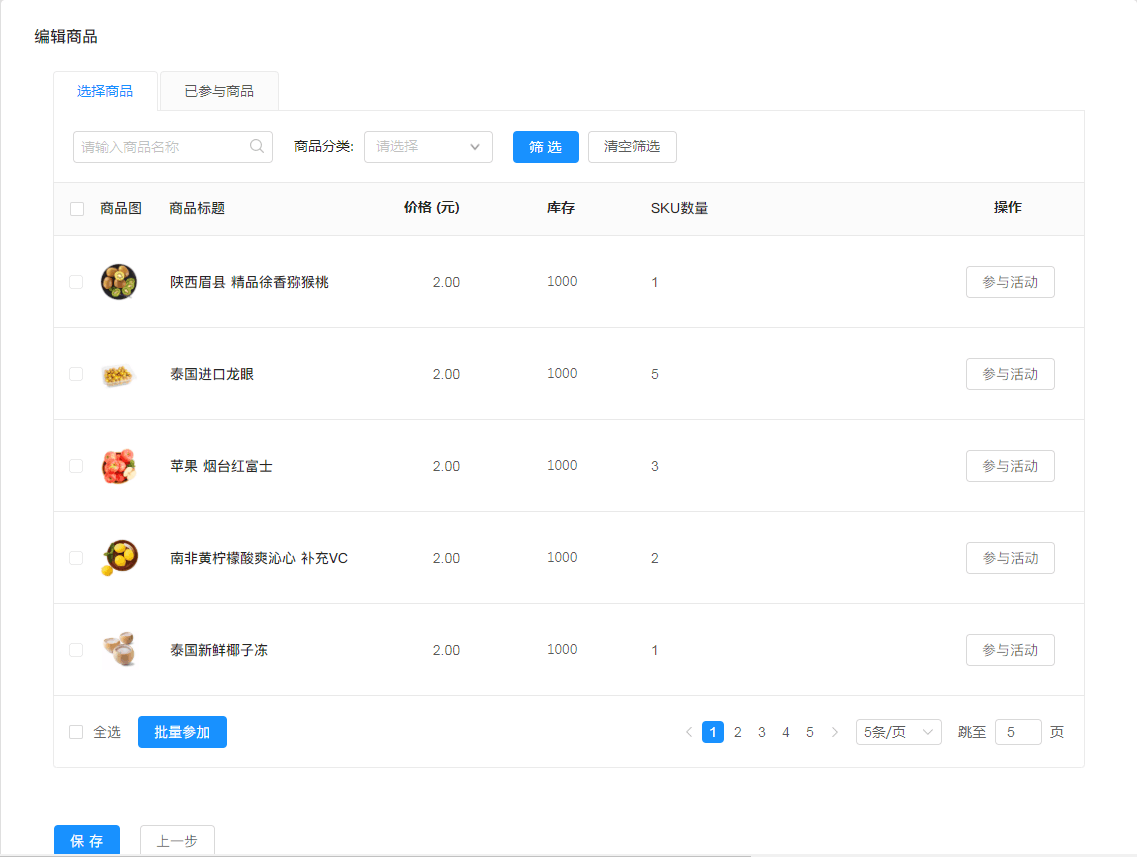 编辑商品
选择商品 已参与商品
请输入商品名称 商品分类: 请选择 筛 选 清空筛选
商品图 商品标题 价格 (元) 库存 SKU数量 操作
陕西眉县 精品徐香猕猴桃 2.00 1000 1 参与活动
泰国进口龙眼 2.00 1000 5 参与活动
苹果 烟台红富士 2.00 1000 3 参与活动
南非黄柠檬酸爽沁心 补充VC 2.00 1000 2 参与活动
泰国新鲜椰子冻 2.00 1000 1 参与活动
全选 批量参加 1 2 3 4 5 5条/页 跳至 5 页
保 存 上一步